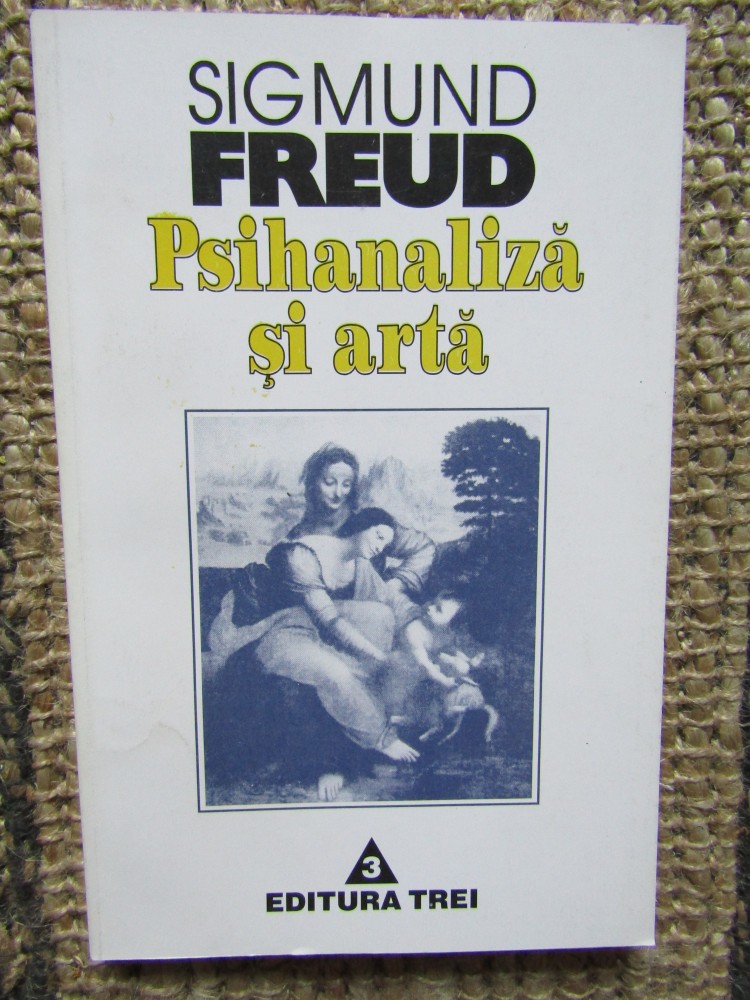 SIGMUND
FREUD
Psihanaliză
și artă
3
EDITURA TREI